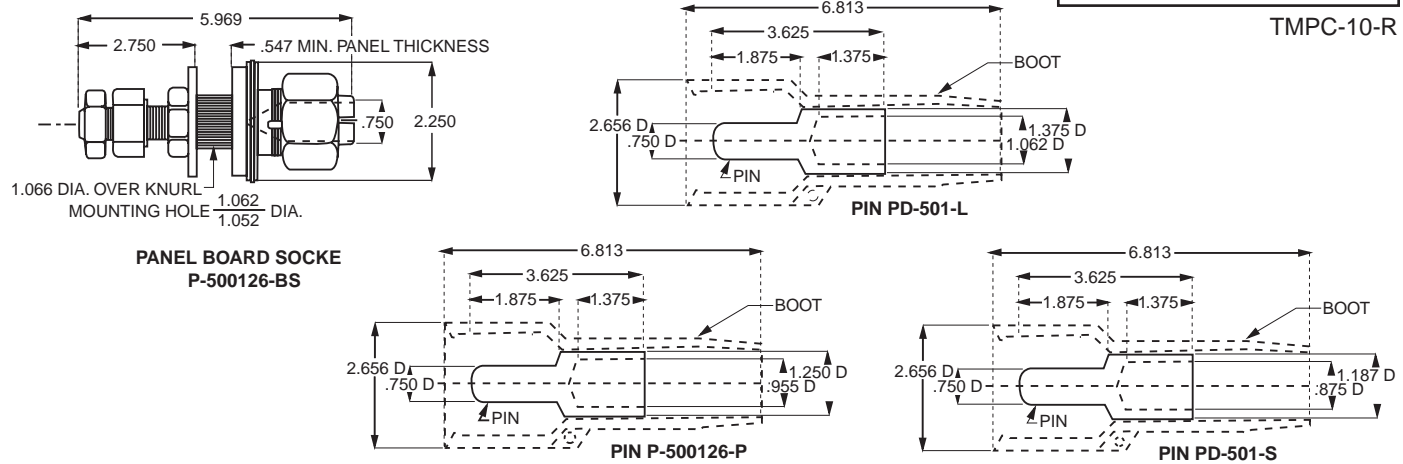 TMPC-10-R
5.969
2.750
.547 MIN. PANEL THICKNESS
.750
2.250
1.066 DIA. OVER KNURL
MOUNTING HOLE 1.062
1.052 DIA.
PANEL BOARD SOCKE
P-500126-BS
6.813
3.625
1.875
1.375
BOOT
2.656 D
.750 D
1.375 D
1.062 D
PIN
PIN PD-501-L
6.813
3.625
1.875
1.375
BOOT
2.656 D
.750 D
1.250 D
.955 D
PIN
PIN P-500126-P
6.813
3.625
1.875
1.375
BOOT
2.656 D
.750 D
1.187 D
.875 D
PIN
PIN PD-501-S